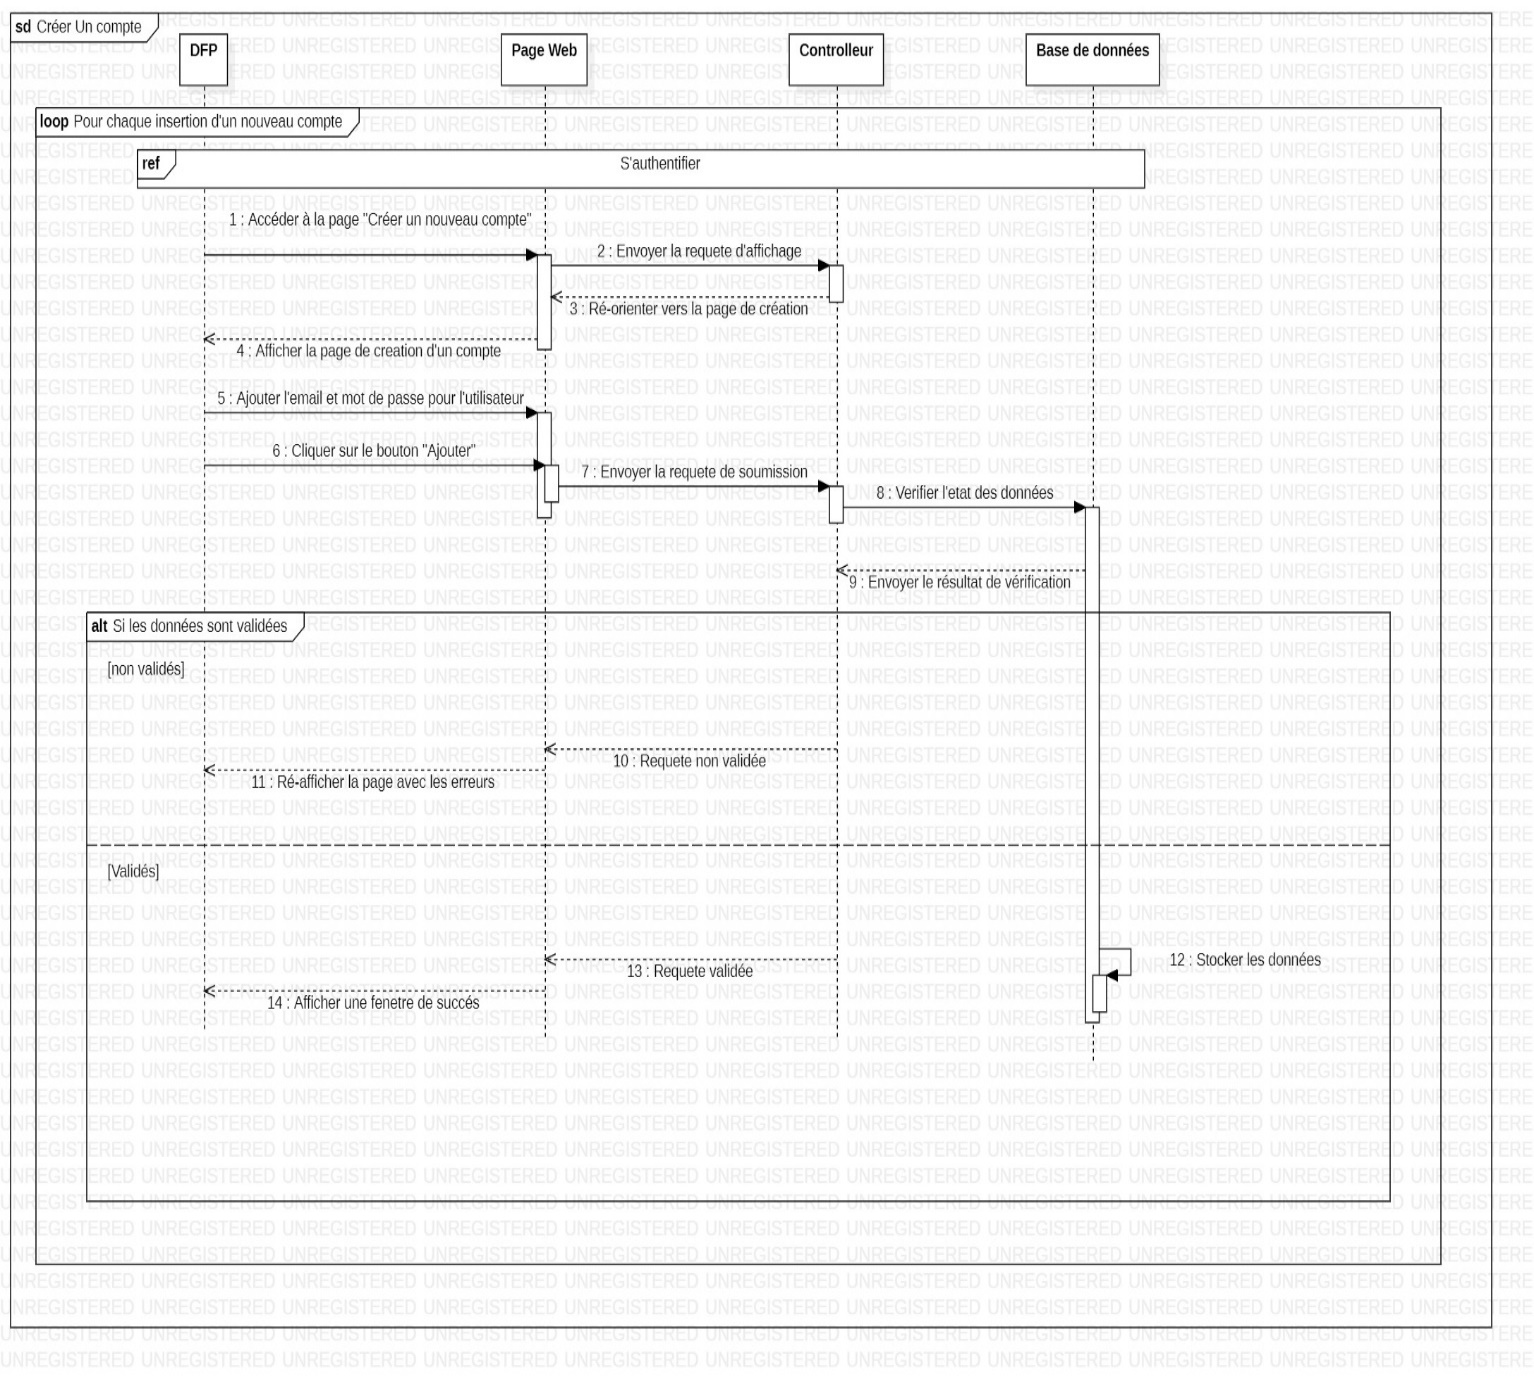 sd Créer Un compte
DFP
Page Web
Controlleur
Base de données
loop Pour chaque insertion d'un nouveau compte
ref
S'authentifier
1 : Accéder à la page "Créer un nouveau compte"
2 : Envoyer la requete d'affichage
3 : Ré-orienter vers la page de création
4 : Afficher la page de creation d'un compte
5 : Ajouter l'email et mot de passe pour l'utilisateur
6 : Cliquer sur le bouton "Ajouter"
7 : Envoyer la requete de soumission
8 : Verifier l'etat des données
9 : Envoyer le résultat de vérification
alt Si les données sont validées
[non validés]
10 : Requete non validée
11 : Ré-afficher la page avec les erreurs
[Validés]
12 : Stocker les données
13 : Requete validée
14 : Afficher une fenetre de succés
UNREGISTERED